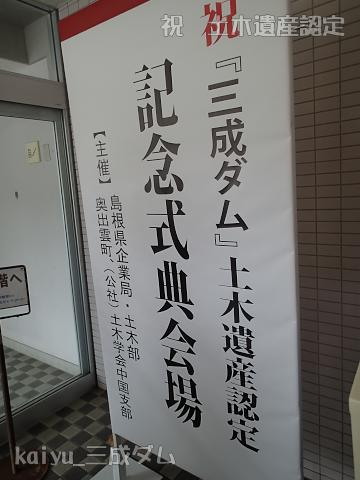 祝 土木遺産認定
祝
『三成ダム』土木遺産認定
記念式典会場
【主催】
島根県企業局・土木部
奥出雲町、（公社）土木学会中国支部
階へ
kaiyu_三成ダム